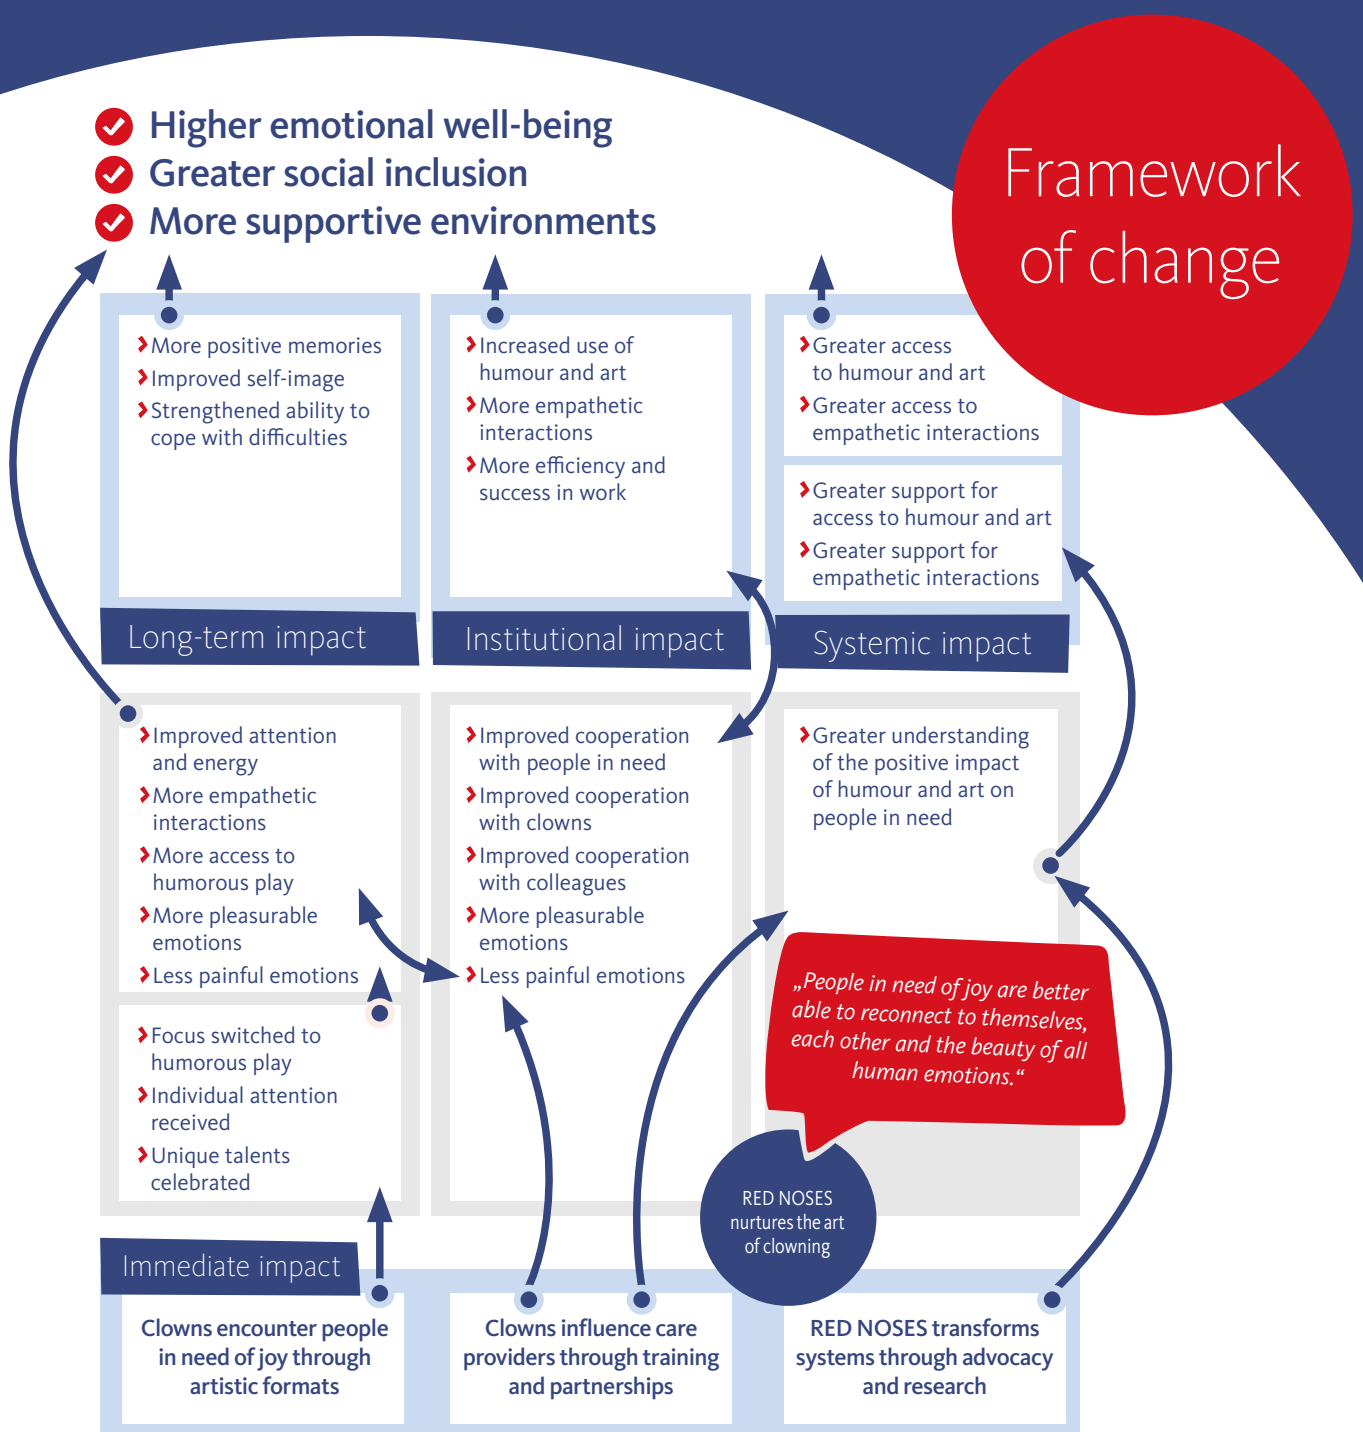 Framework
of change
Higher emotional well-being
Greater social inclusion
More supportive environments
More positive memories
Improved self-image
Strengthened ability to
cope with difficulties
Increased use of
humour and art
More empathetic
interactions
More efficiency and
success in work
Greater access
to humour and art
Greater access to
empathetic interactions
Greater support for
access to humour and art
Greater support for
empathetic interactions
Long-term impact
Institutional impact
Systemic impact
Improved attention
and energy
More empathetic
interactions
More access to
humorous play
More pleasurable
emotions
Less painful emotions
Focus switched to
humorous play
Individual attention
received
Unique talents
celebrated
Improved cooperation
with people in need
Improved cooperation
with clowns
Improved cooperation
with colleagues
More pleasurable
emotions
Less painful emotions
Greater understanding
of the positive impact
of humour and art on
people in need
„People in need of joy are better
able to reconnect to themselves,
each other and the beauty of all
human emotions.“
RED NOSES
nurtures the art
of clowning
Immediate impact
Clowns encounter people
in need of joy through
artistic formats
Clowns influence care
providers through training
and partnerships
RED NOSES transforms
systems through advocacy
and research